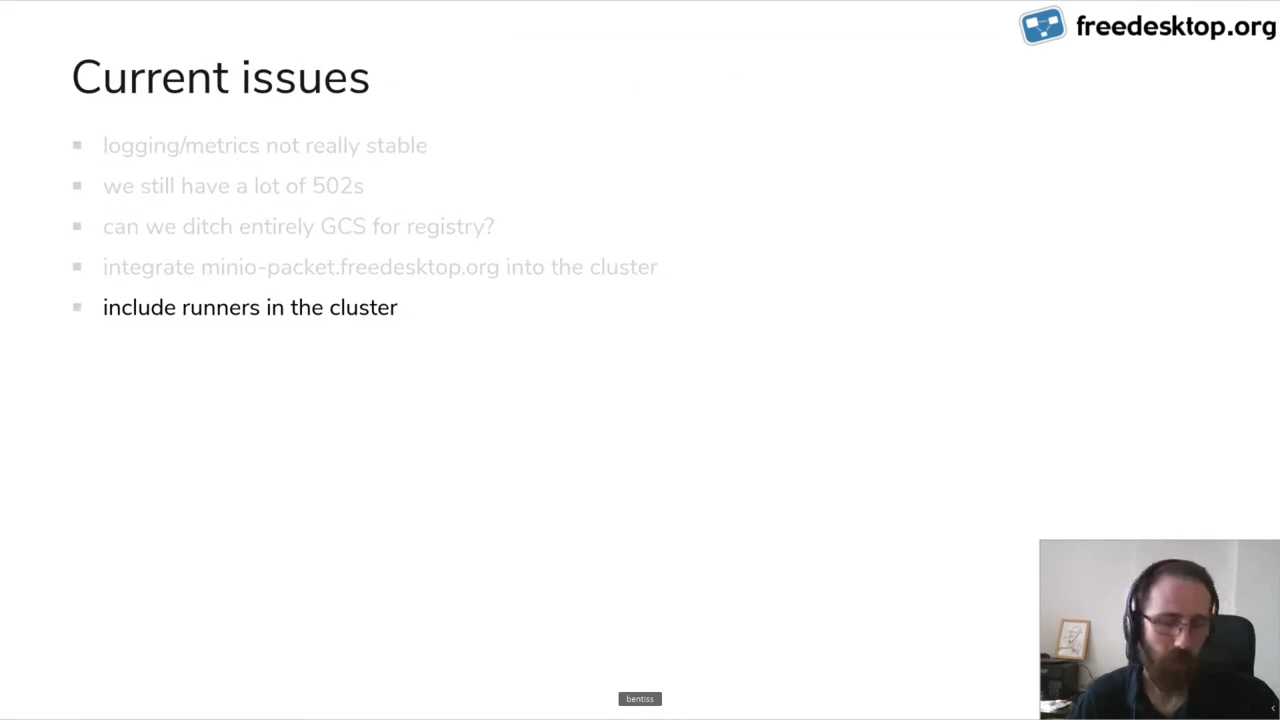 freedesktop.org
Current issues
logging/metrics not really stable
we still have a lot of 502s
can we ditch entirely GCS for registry?
integrate minio-packet.freedesktop.org into the cluster
include runners in the cluster
bentiss